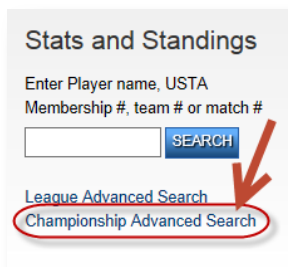 Stats and Standings
Enter Player name, USTA
Membership #, team # or match #
SEARCH
League Advanced Search
Championship Advanced Search